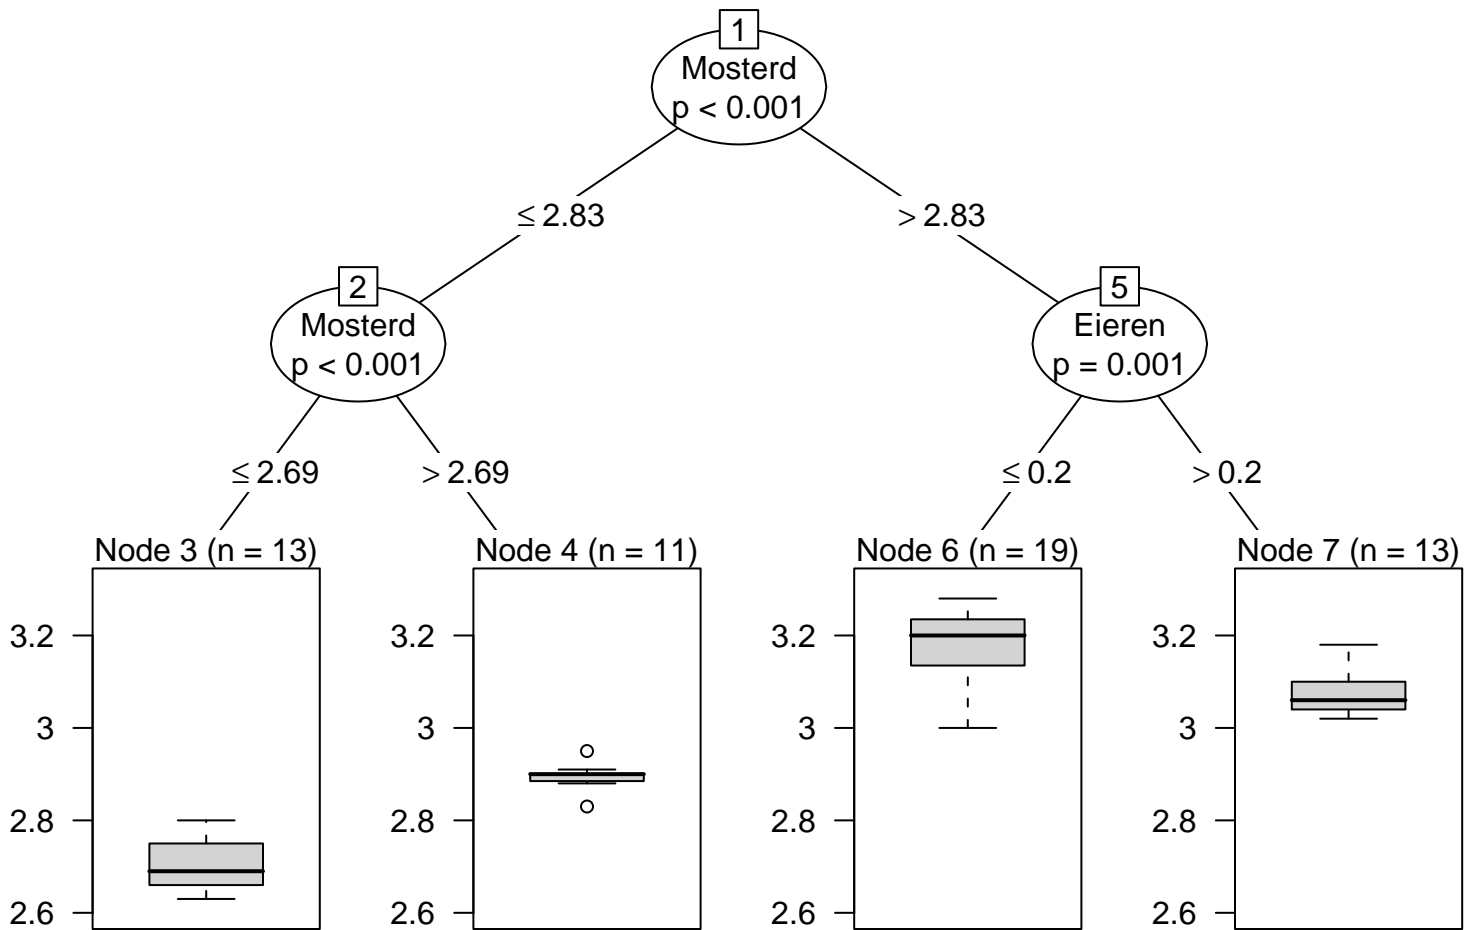 1
Mosterd
p < 0.001
≤ 2.83
> 2.83
2
Mosterd
p < 0.001
5
Eieren
p = 0.001
≤ 2.69
> 2.69
≤ 0.2
> 0.2
Node 3 (n = 13)
3.2
3
2.8
2.6
Node 4 (n = 11)
3.2
3
2.8
2.6
Node 6 (n = 19)
3.2
3
2.8
2.6
Node 7 (n = 13)
3.2
3
2.8
2.6